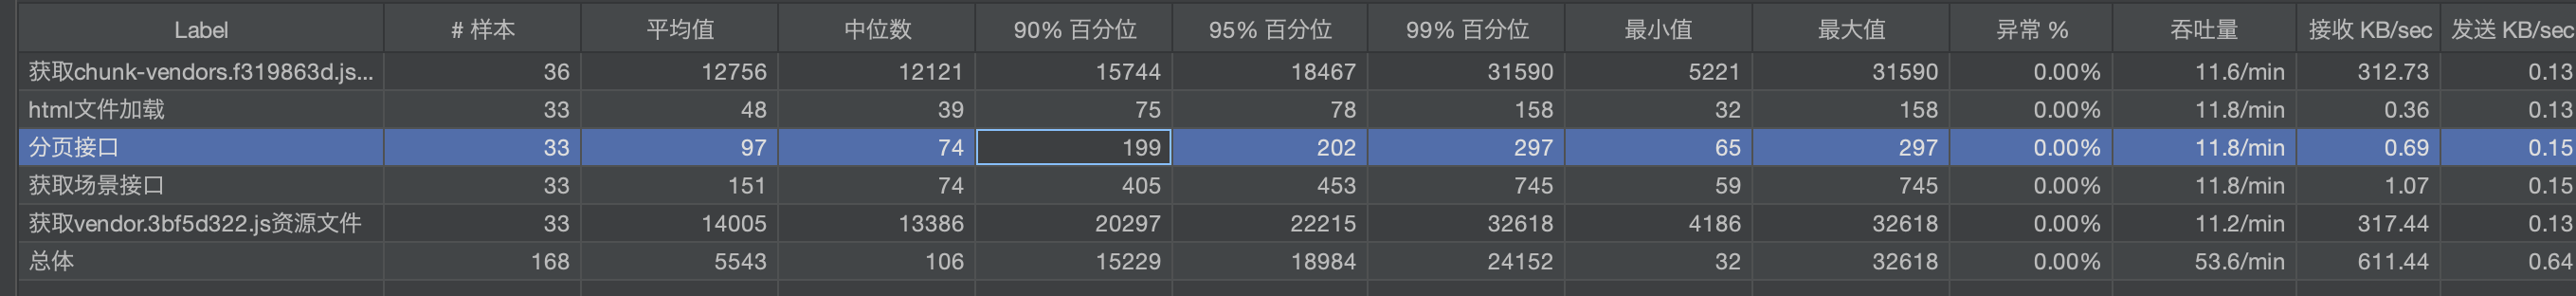 Label # 样本 平均值 中位数 90% 百分位 95% 百分位 99% 百分位 最小值 最大值 异常 % 吞吐量 接收 KB/sec 发送 KB/sec
获取chunk-vendors.f319863d.js... 36 12756 12121 15744 18467 31590 5221 31590 0.00% 11.6/min 312.73 0.13
html文件加载 33 48 39 75 78 158 32 158 0.00% 11.8/min 0.36 0.13
分页接口 33 97 74 199 202 297 65 297 0.00% 11.8/min 0.69 0.15
获取场景接口 33 151 74 405 453 745 59 745 0.00% 11.8/min 1.07 0.15
获取vendor.3bf5d322.js资源文件 33 14005 13386 20297 22215 32618 4186 32618 0.00% 11.2/min 317.44 0.13
总体 168 5543 106 15229 18984 24152 32 32618 0.00% 53.6/min 611.44 0.64